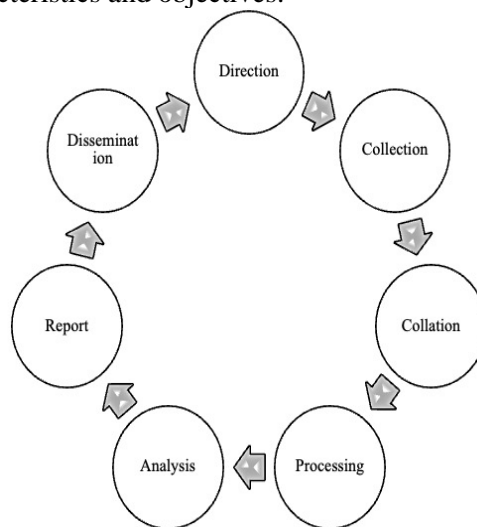 cteristics and objectives.
Direction
Collection
Collation
Processing
Analysis
Report
Disseminat
ion